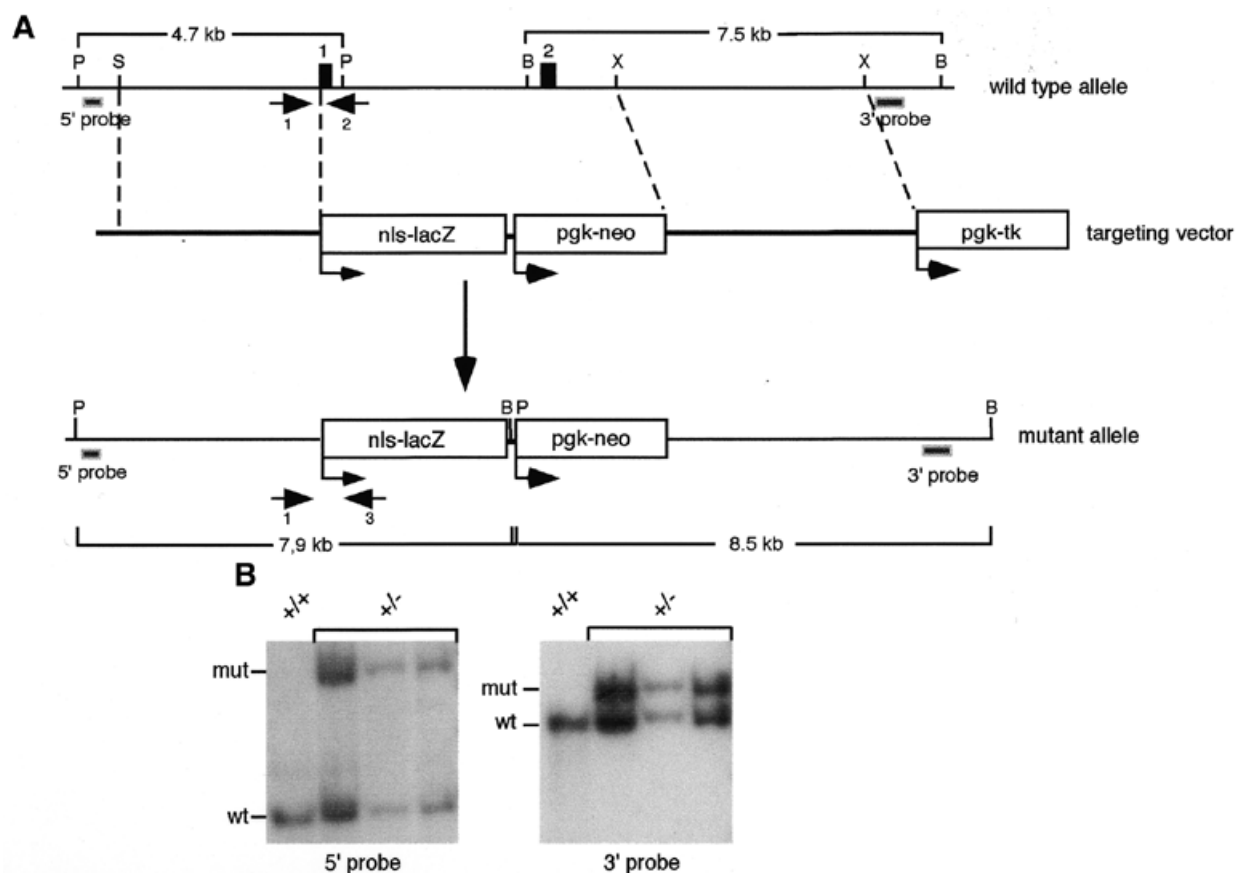 A
4.7 kb
7.5 kb
P S 1 P B 2 X X B
wild type allele
5' probe
1 2
3' probe
nls-lacZ
pgk-neo
pgk-tk
targeting vector
P B P B
nls-lacZ
pgk-neo
mutant allele
5' probe
3' probe
1 3
7,9 kb
8.5 kb
B
+/+ +/-
+/+ +/-
mut
wt
mut
wt
5' probe
3' probe